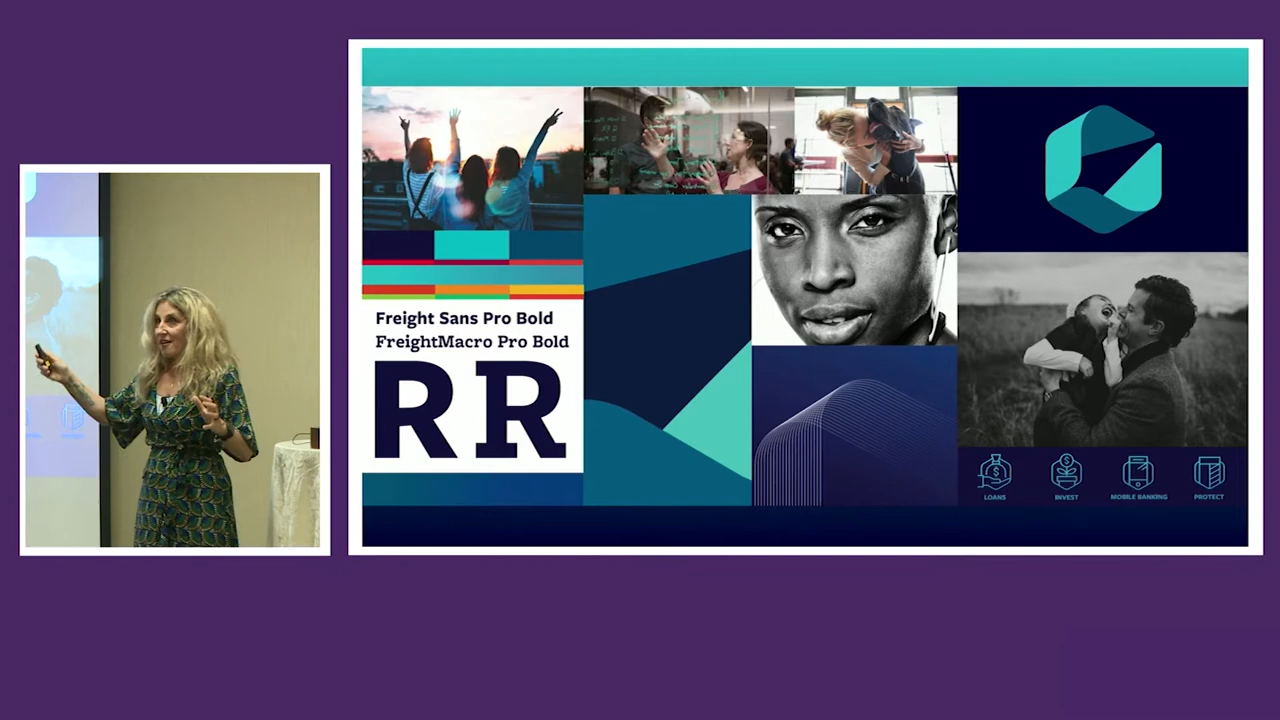 Freight Sans Pro Bold
FreightMacro Pro Bold
RR
LOANS
INVEST
MOBILE BANKING
PROTECT